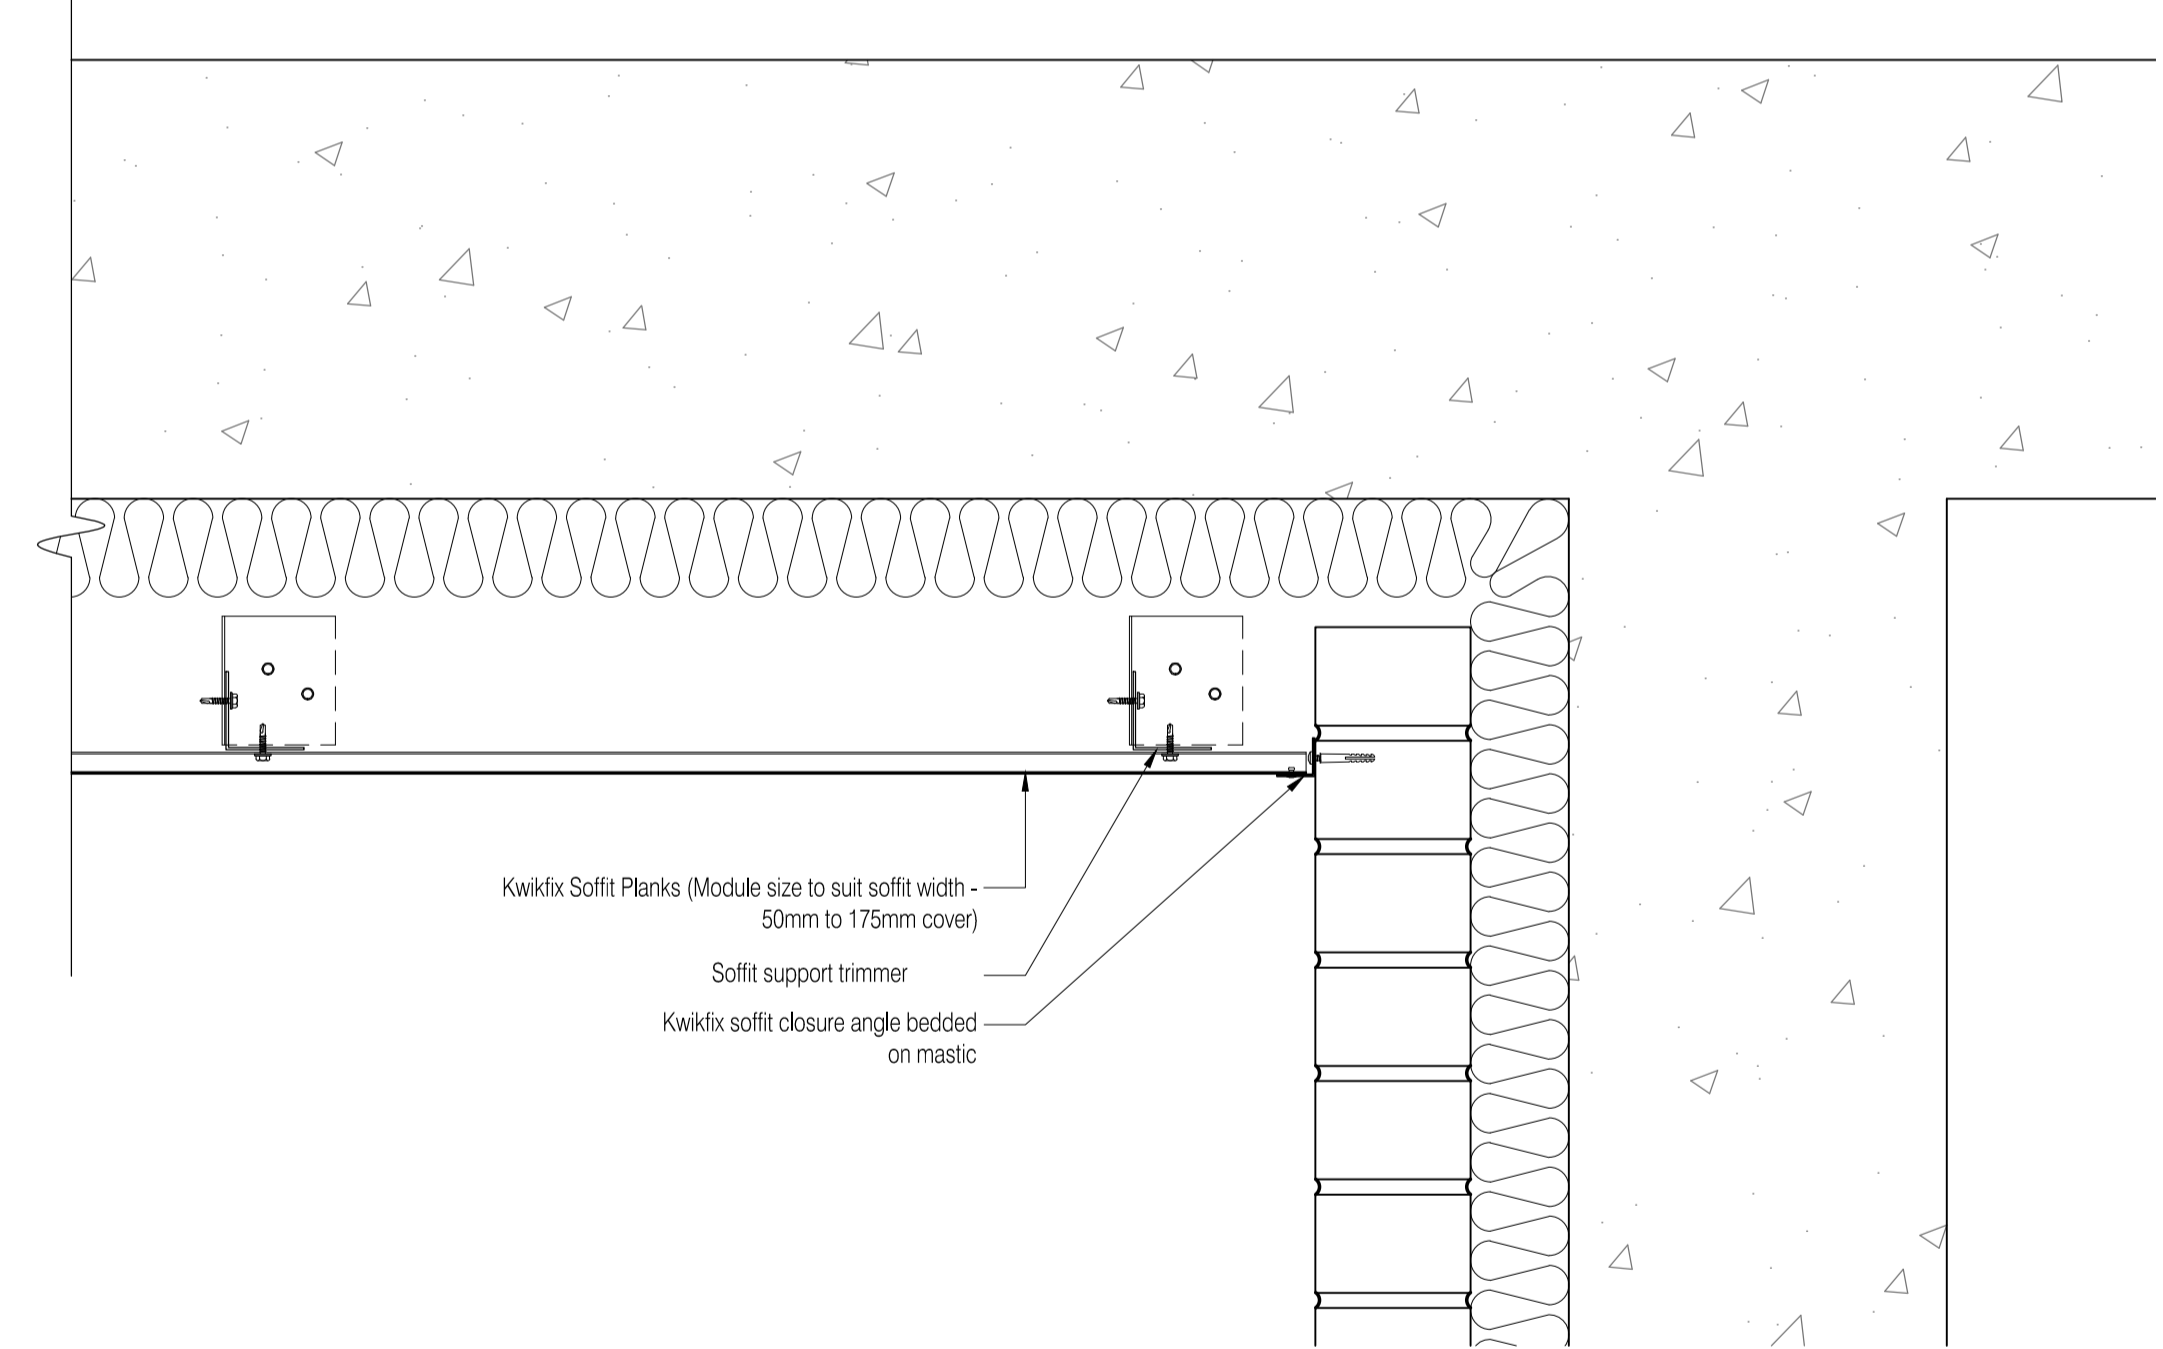 Kwikfix Soffit Planks (Module size to suit soffit width -
50mm to 175mm cover)
Soffit support trimmer
Kwikfix soffit closure angle bedded
on mastic